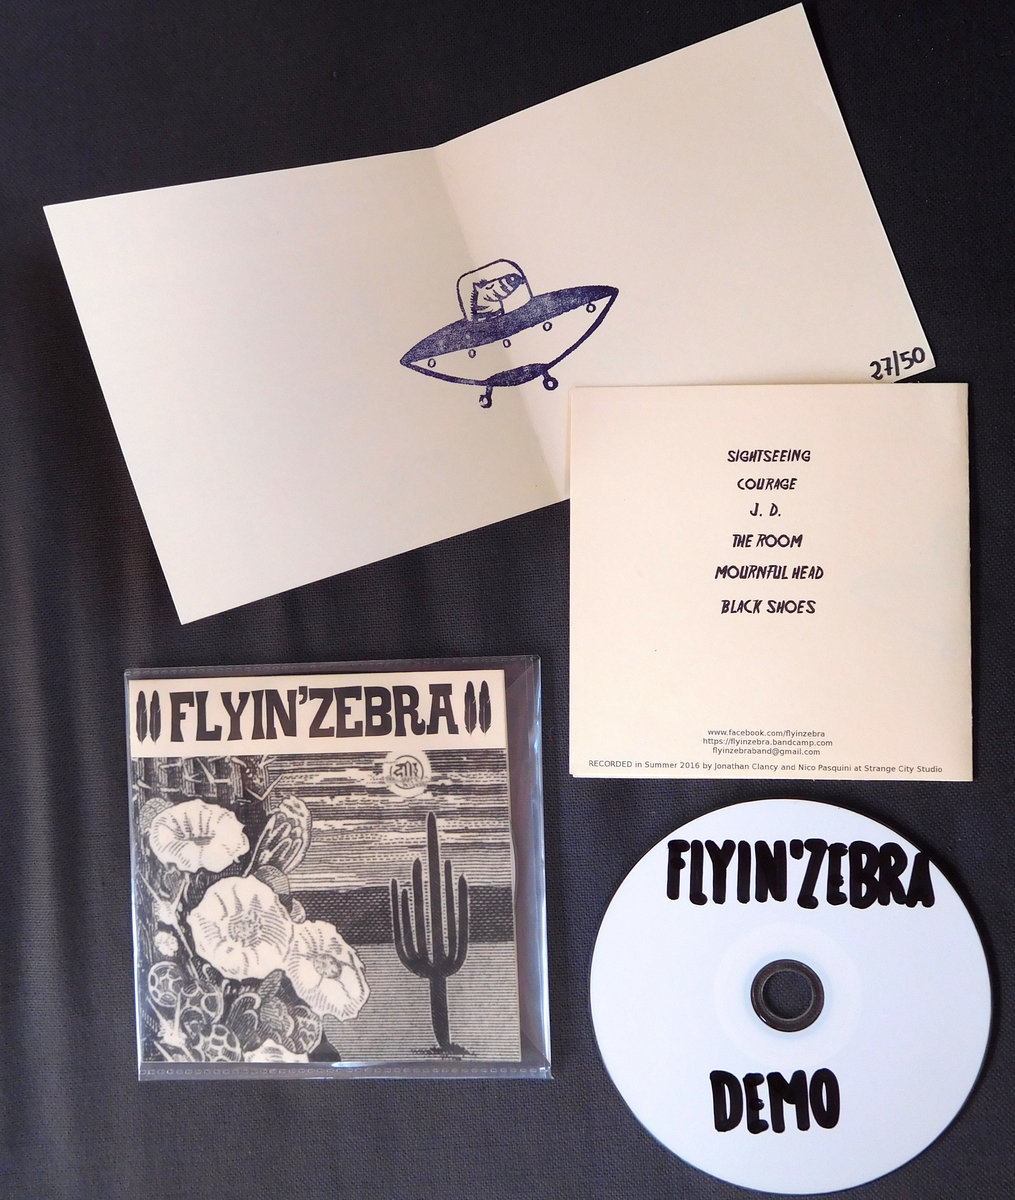 27/50
SIGHTSEEING
COURAGE
J. D.
THE ROOM
MOURNFUL HEAD
BLACK SHOES
www.facebook.com/flyinzebra
https://flyinzebra.bandcamp.com
flyinzebraband@gmail.com
RECORDED in Summer 2016 by Jonathan Clancy and Nico Pasquini at Strange City Studio
FLYIN'ZEBRA
FLYIN'ZEBRA
DEMO